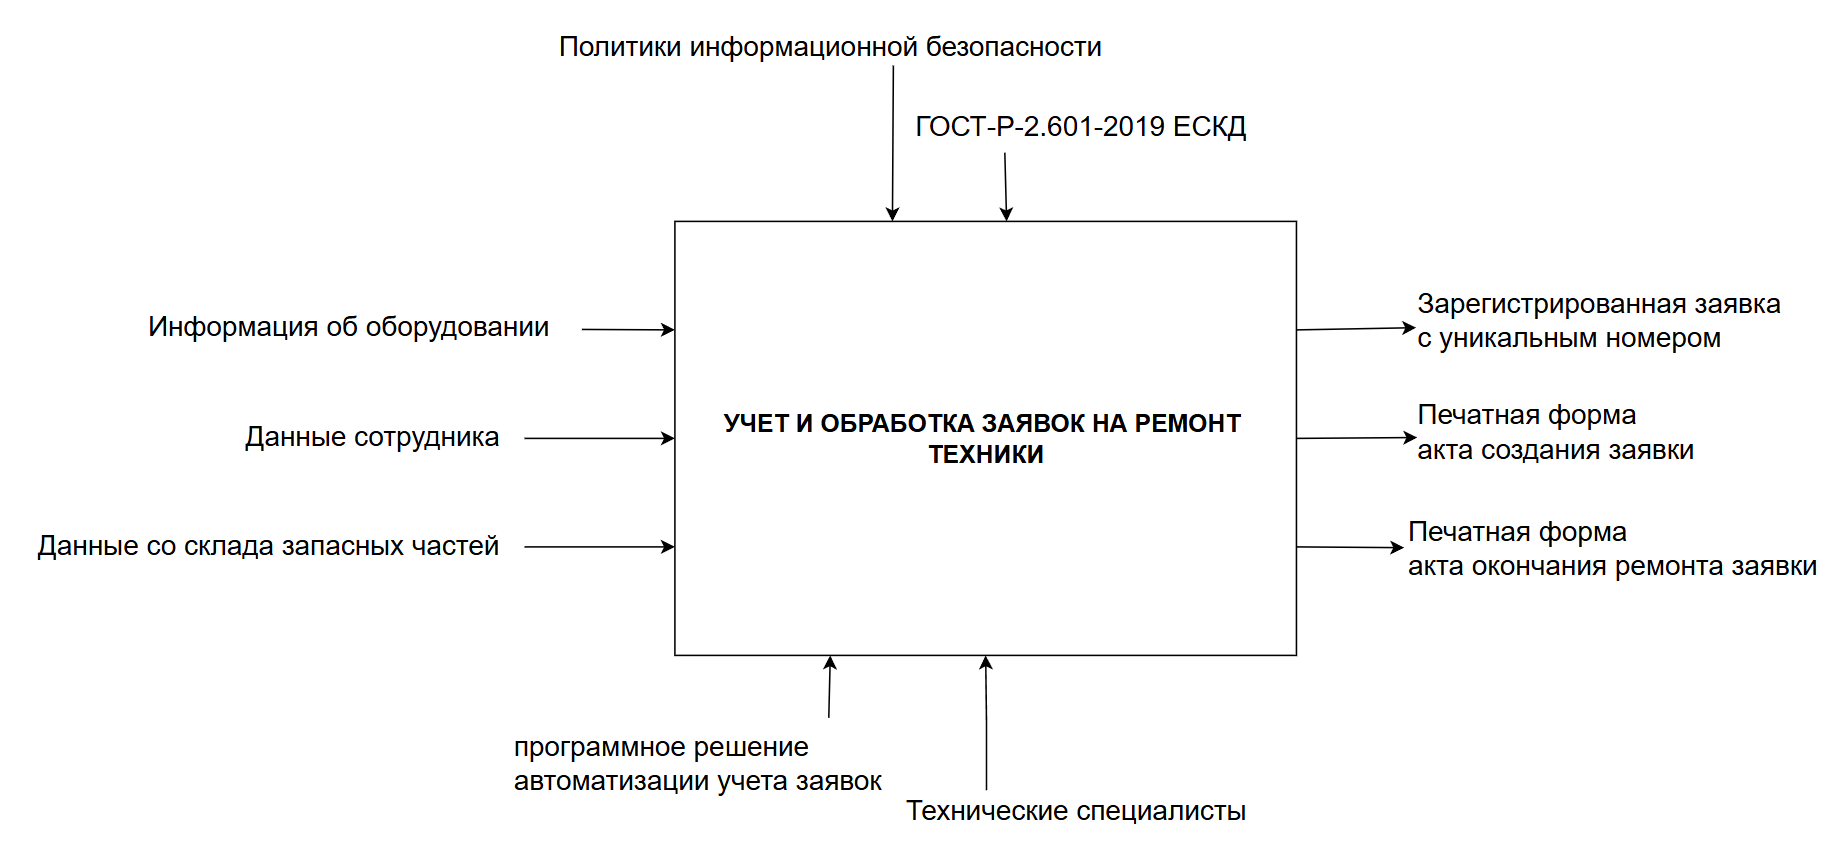 Политики информационной безопасности
ГОСТ-Р-2.601-2019 ЕСКД
Информация об оборудовании
Данные сотрудника
Данные со склада запасных частей
УЧЕТ И ОБРАБОТКА ЗАЯВОК НА РЕМОНТ
ТЕХНИКИ
Зарегистрированная заявка
с уникальным номером
Печатная форма
акта создания заявки
Печатная форма
акта окончания ремонта заявки
программное решение
автоматизации учета заявок
Технические специалисты